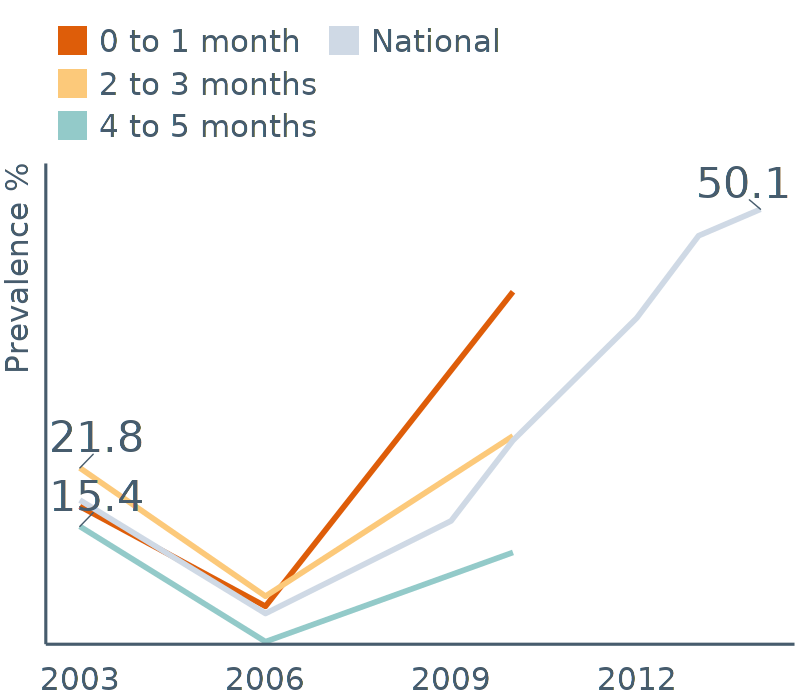 0 to 1 month
National
2 to 3 months
4 to 5 months
Prevalence %
50.1
21.8
15.4
2003 2006 2009 2012